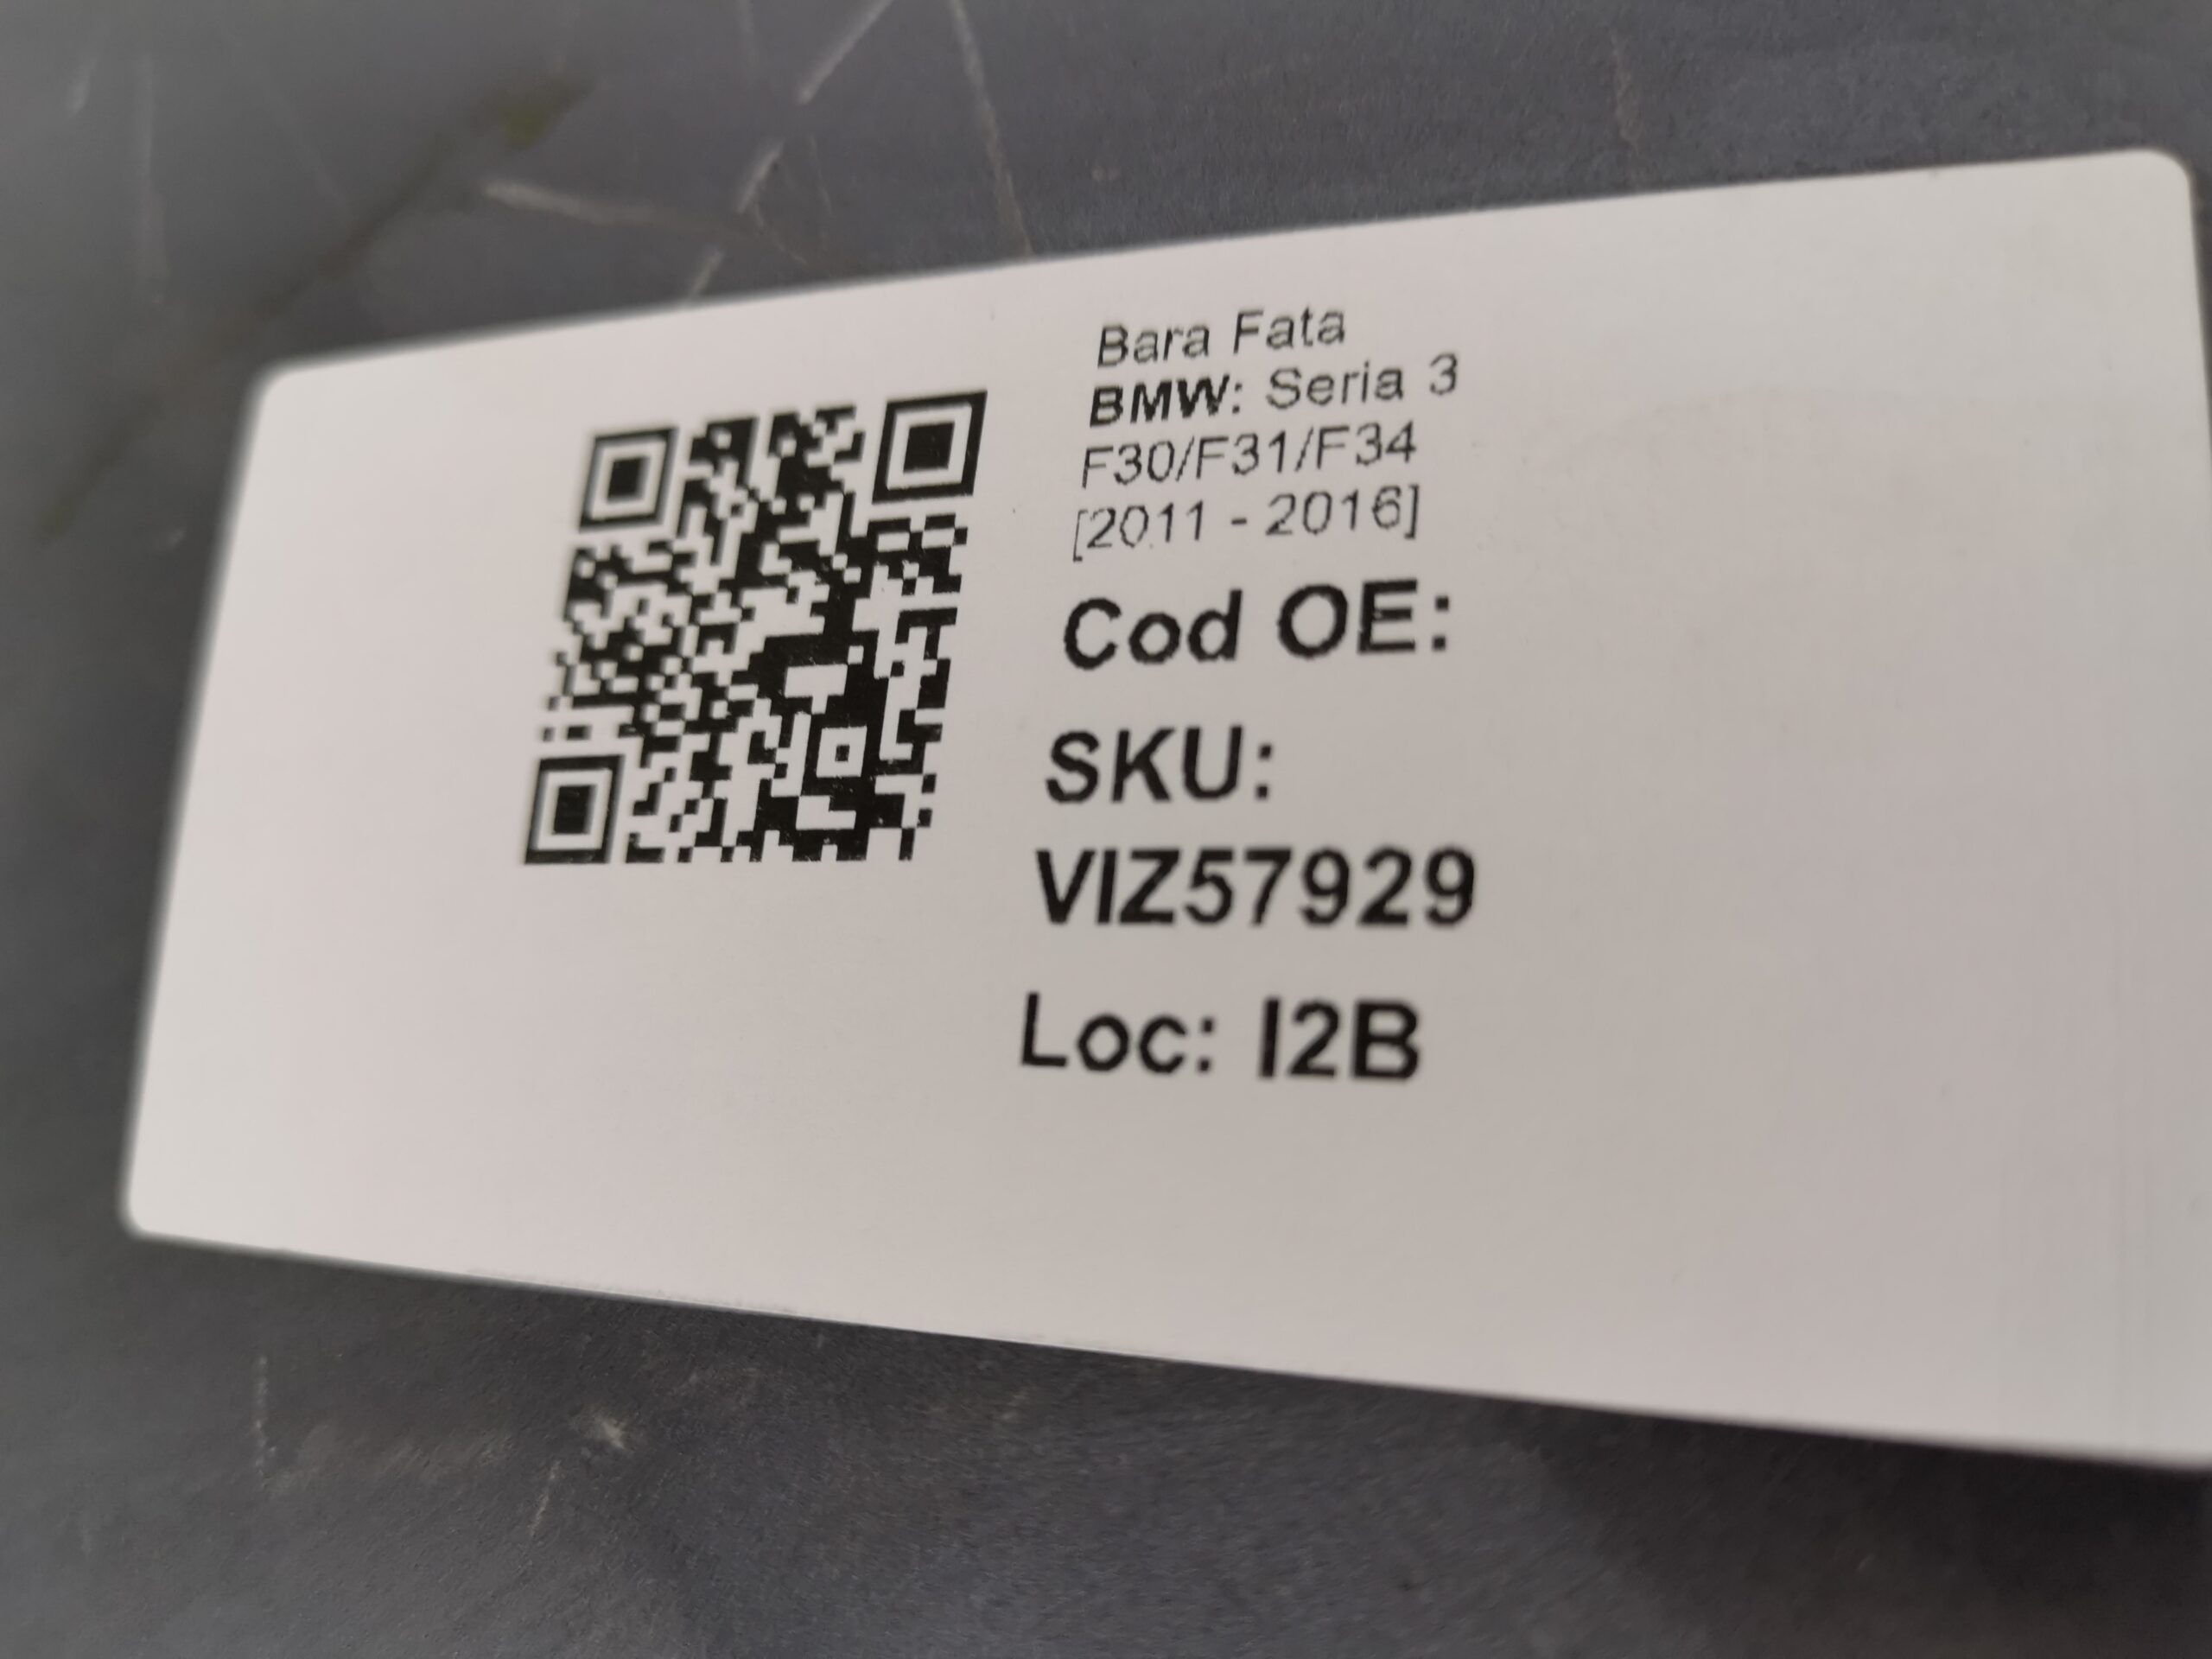 Bara Fata
BMW: Seria 3
F30/F31/F34
[2011 - 2016]
Cod OE:
SKU:
VIZ57929
Loc: I2B